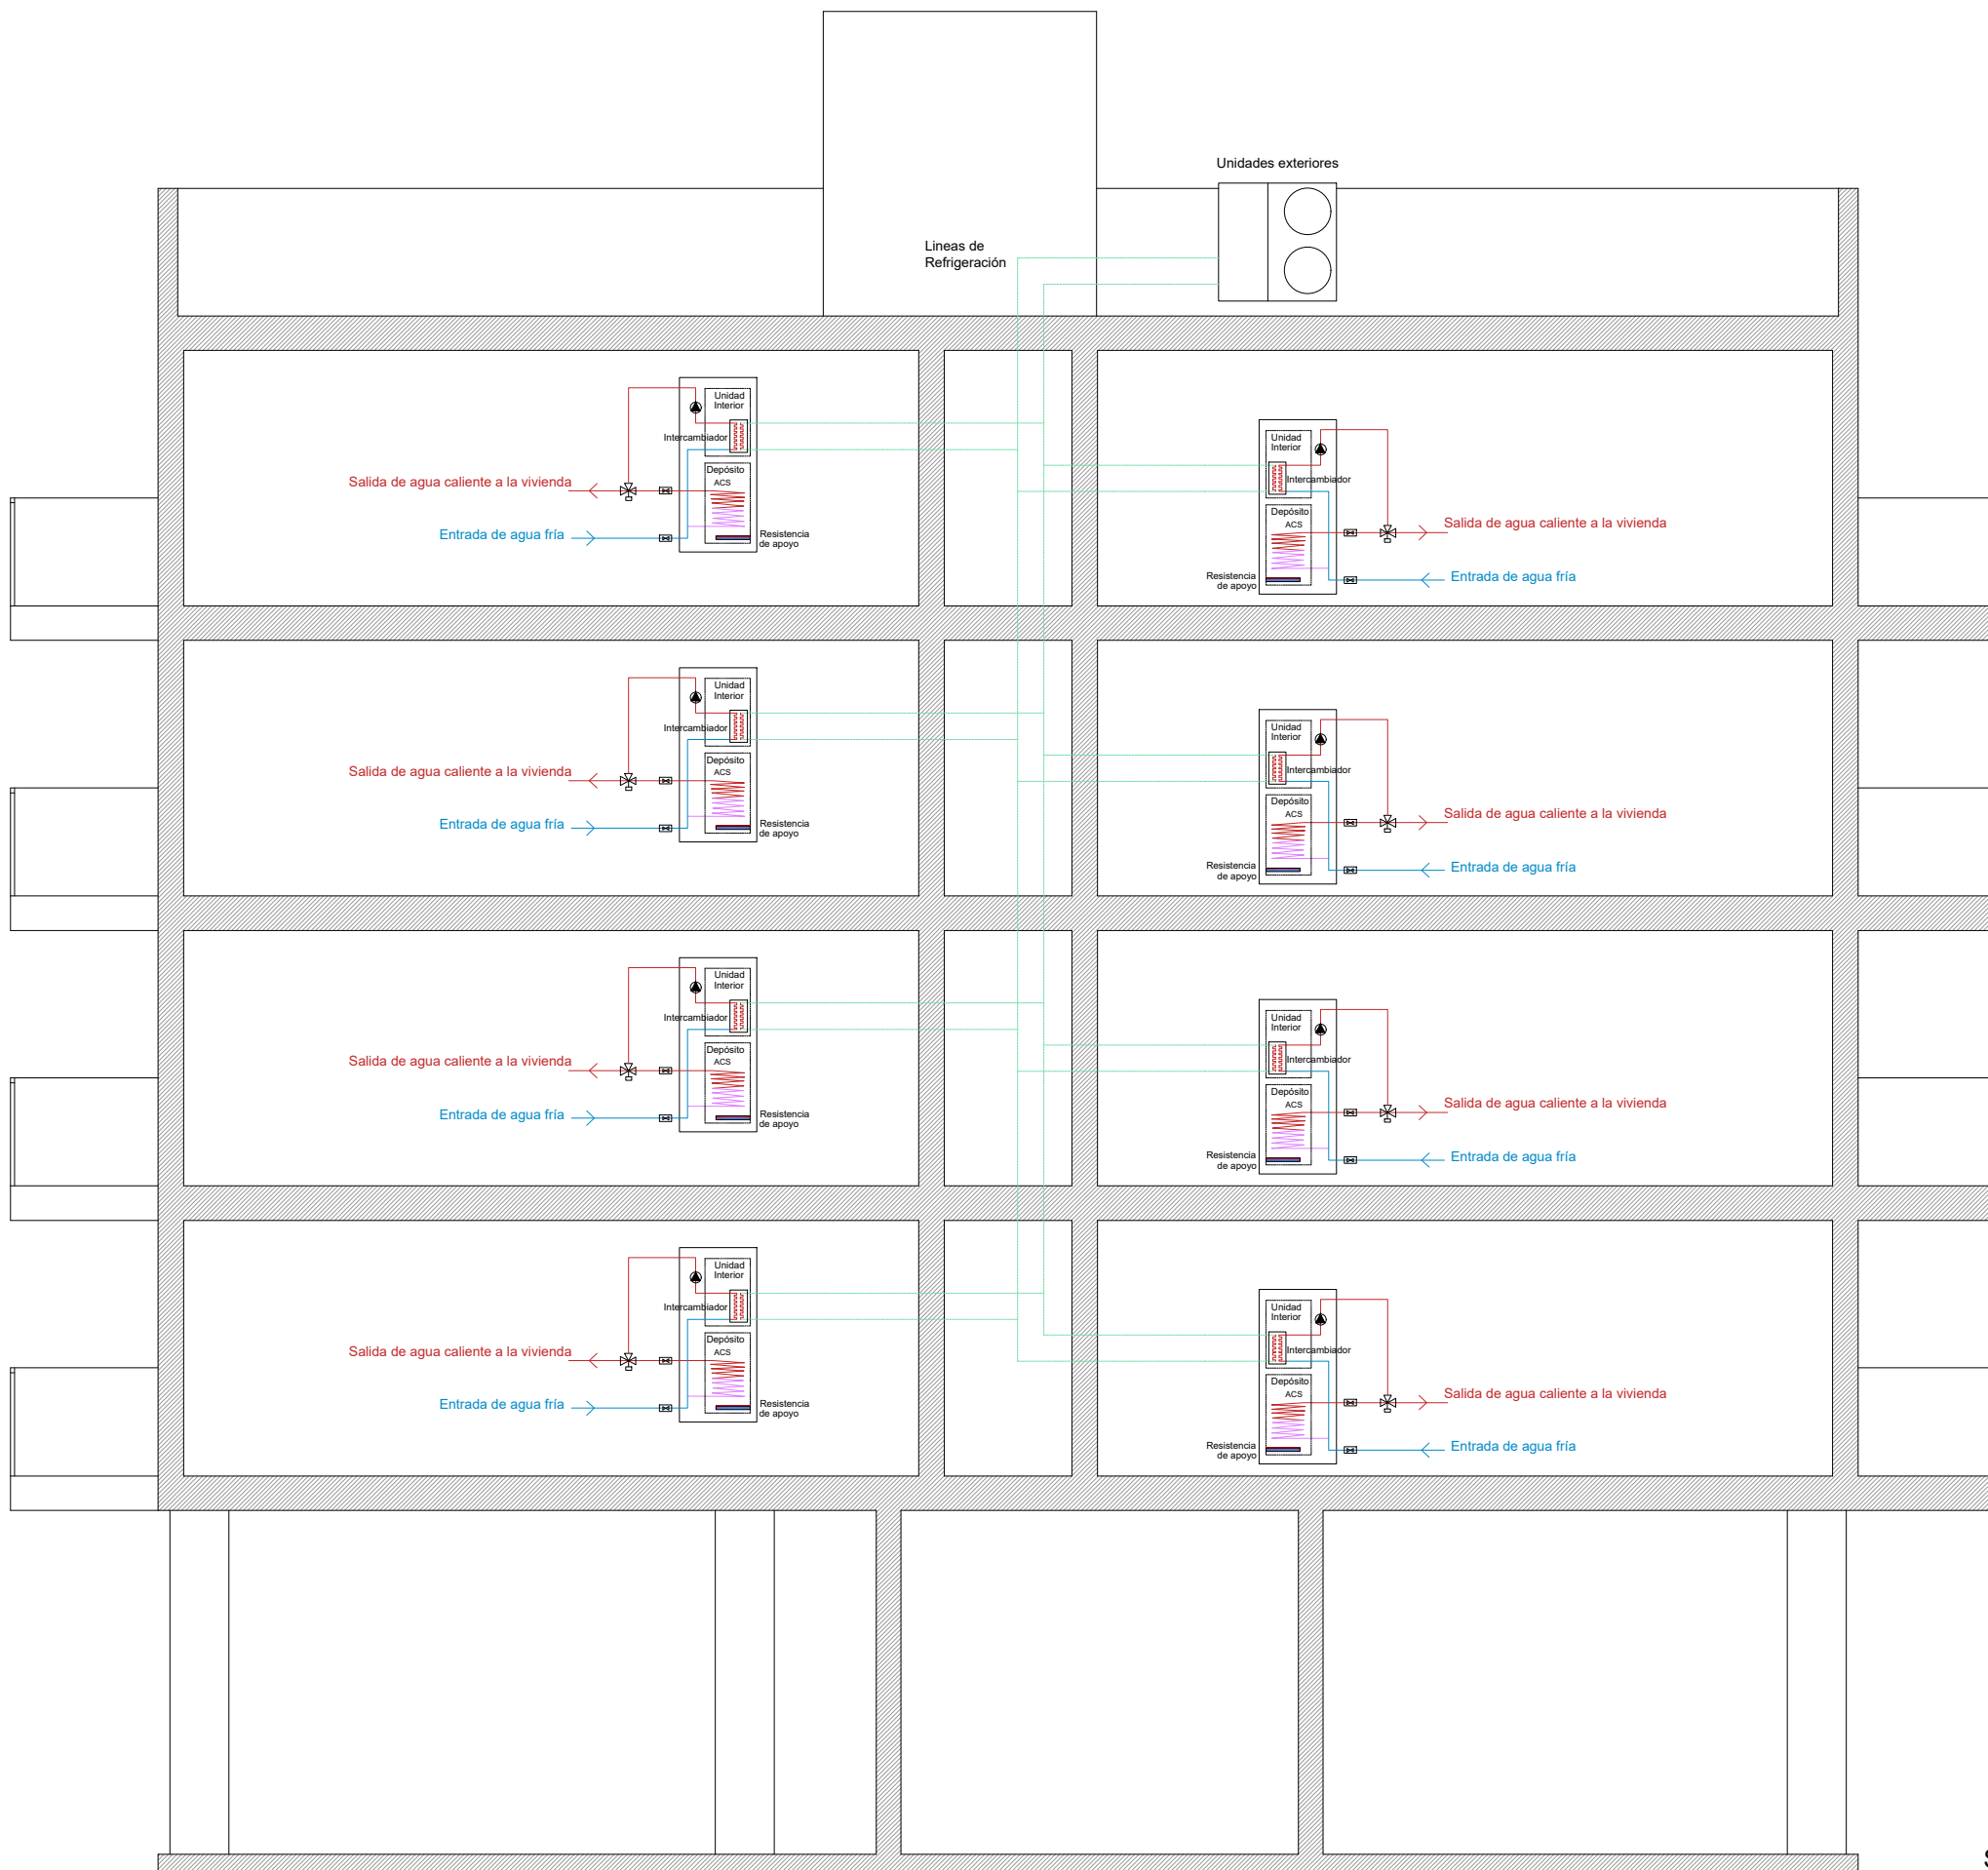 Unidades exteriores
Lineas de
Refrigeración
Unidad
Interior
Intercambiador
Depósito
ACS
Salida de agua caliente a la vivienda
Entrada de agua fría
Resistencia
de apoyo
Unidad
Interior
Intercambiador
Depósito
ACS
Salida de agua caliente a la vivienda
Resistencia
de apoyo
Entrada de agua fría
Unidad
Interior
Intercambiador
Depósito
ACS
Salida de agua caliente a la vivienda
Entrada de agua fría
Resistencia
de apoyo
Unidad
Interior
Intercambiador
Depósito
ACS
Salida de agua caliente a la vivienda
Resistencia
de apoyo
Entrada de agua fría
Unidad
Interior
Intercambiador
Depósito
ACS
Salida de agua caliente a la vivienda
Entrada de agua fría
Resistencia
de apoyo
Unidad
Interior
Intercambiador
Depósito
ACS
Salida de agua caliente a la vivienda
Resistencia
de apoyo
Entrada de agua fría
Unidad
Interior
Intercambiador
Depósito
ACS
Salida de agua caliente a la vivienda
Entrada de agua fría
Resistencia
de apoyo
Unidad
Interior
Intercambiador
Depósito
ACS
Salida de agua caliente a la vivienda
Resistencia
de apoyo
Entrada de agua fría